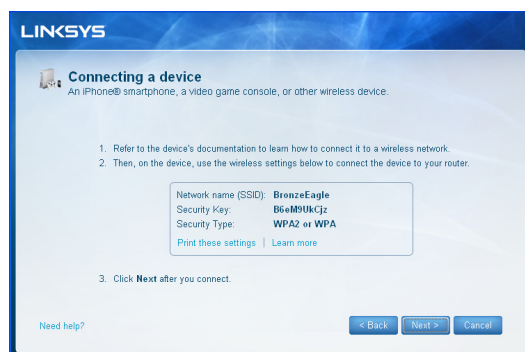 LINKSYS
Connecting a device
An iPhone® smartphone, a video game console, or other wireless device.
1. Refer to the device's documentation to learn how to connect it to a wireless network.
2. Then, on the device, use the wireless settings below to connect the device to your router.
Network name (SSID): BronzeEagle
Security Key: B6eM9UkCjz
Security Type: WPA2 or WPA
Print these settings | Learn more
3. Click Next after you connect.
Need help? < Back Next > Cancel